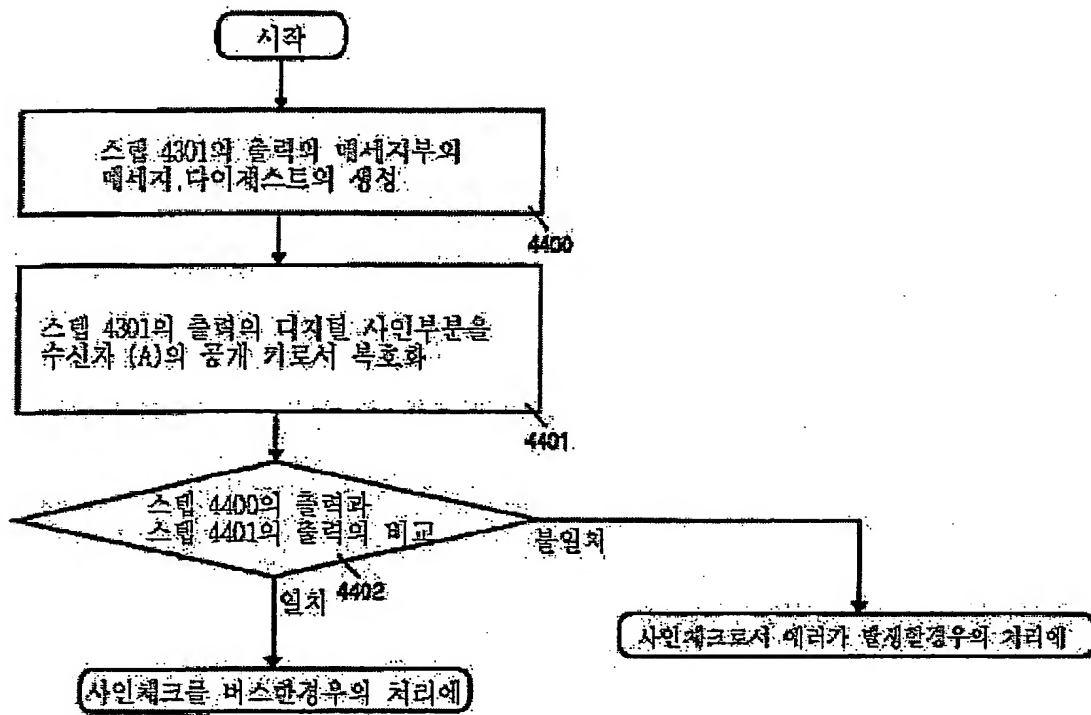 시작
스텝 4301의 출력의 메세지부의
메세지 다이제스트의 생성
4400
스텝 4301의 출력의 디지털 사인부분을
수신자 (A)의 공개 키로서 복호화
4401
스텝 4400의 출력과
스텝 4401의 출력의 비교
4402
불일치
일치
사인체크로서 에러가 발생한경우의 처리에
사인체크를 버스한경우의 처리에